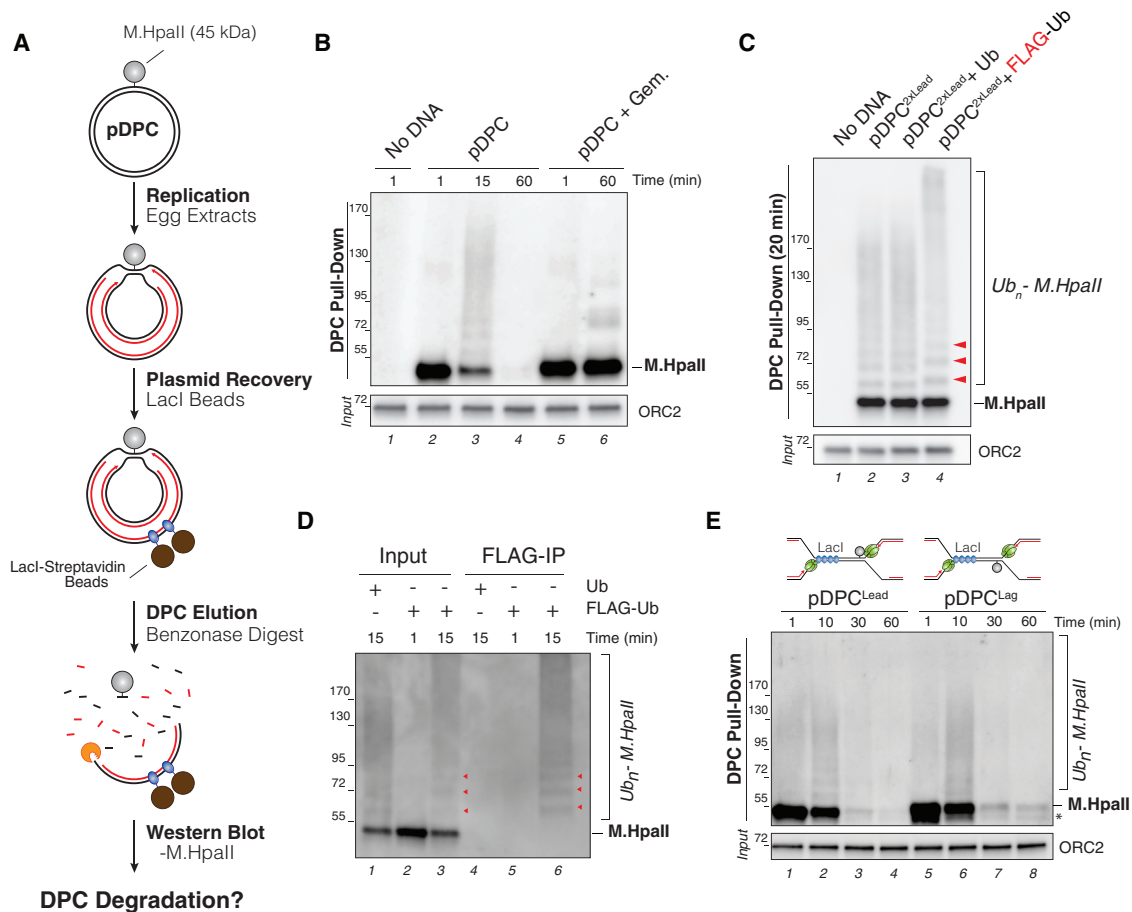 A
M.HpaII (45 kDa)
pDPC
Replication
Egg Extracts
Plasmid Recovery
LacI Beads
LacI-Streptavidin
Beads
DPC Elution
Benzonase Digest
Western Blot
-M.HpaII
DPC Degradation?
B
No DNA
pDPC
pDPC + Gem.
1 1 15 60 1 60 Time (min)
DPC Pull-Down
170
130
95
72
55
M.HpaII
Input
72
ORC2
1 2 3 4 5 6
C
No DNA
pDPC2xLead
pDPC2xLead + Ub
pDPC2xLead + FLAG-Ub
DPC Pull-Down (20 min)
170
130
95
72
55
Ubn- M.HpaII
M.HpaII
Input
72
ORC2
1 2 3 4
D
Input FLAG-IP
+ - - + - - Ub
- + + - + + FLAG-Ub
15 1 15 15 1 15 Time (min)
170
130
95
72
55
Ubn- M.HpaII
M.HpaII
1 2 3 4 5 6
E
LacI LacI
pDPCLead pDPCLag
1 10 30 60 1 10 30 60 Time (min)
DPC Pull-Down
170
130
95
72
55
Ubn- M.HpaII
M.HpaII
*
Input
72
ORC2
1 2 3 4 5 6 7 8